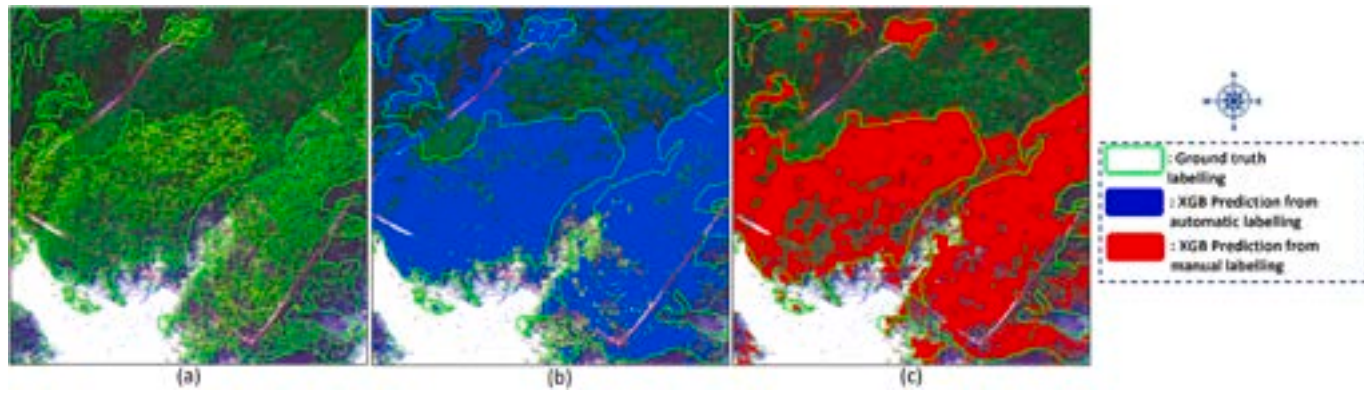 N
W E
S
: Ground truth
labelling
: XGB Prediction from
automatic labelling
: XGB Prediction from
manual labelling
(a) (b) (c)